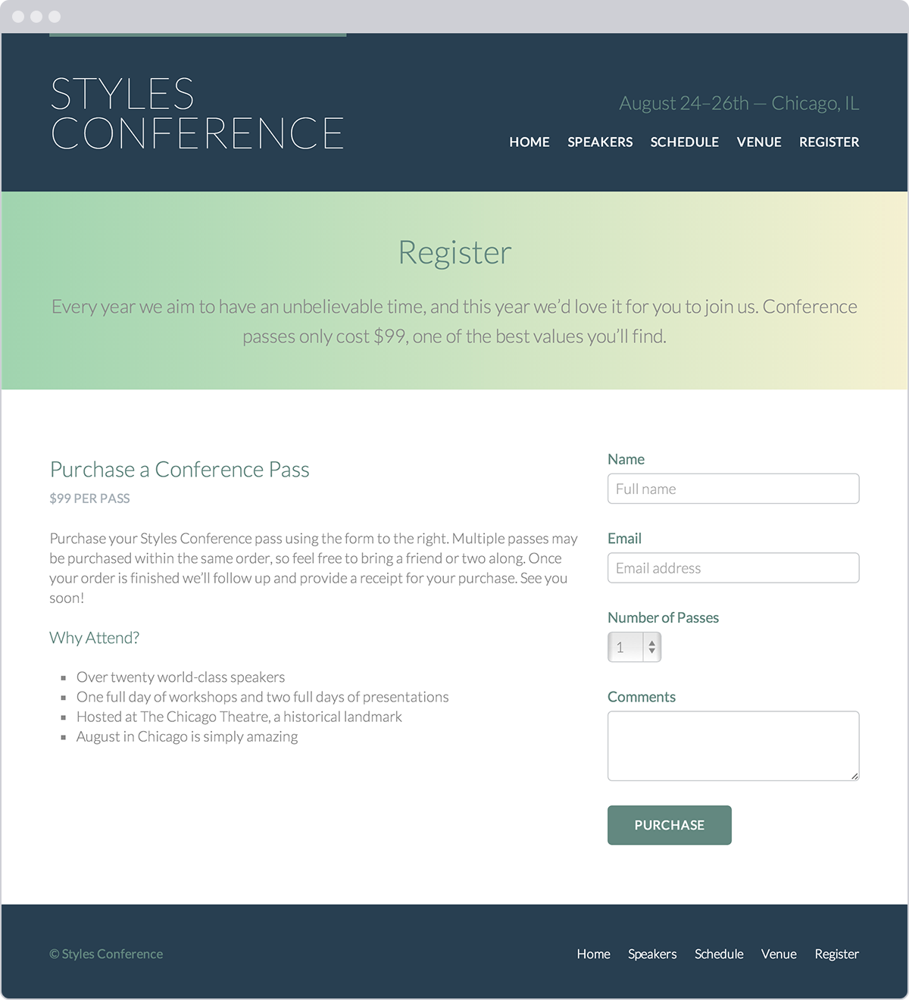 STYLES
CONFERENCE
August 24–26th — Chicago, IL
HOME SPEAKERS SCHEDULE VENUE REGISTER
Register
Every year we aim to have an unbelievable time, and this year we’d love it for you to join us. Conference
passes only cost $99, one of the best values you’ll find.
Purchase a Conference Pass
$99 PER PASS
Purchase your Styles Conference pass using the form to the right. Multiple passes may
be purchased within the same order, so feel free to bring a friend or two along. Once
your order is finished we’ll follow up and provide a receipt for your purchase. See you
soon!
Why Attend?
Over twenty world-class speakers
One full day of workshops and two full days of presentations
Hosted at The Chicago Theatre, a historical landmark
August in Chicago is simply amazing
Name
Full name
Email
Email address
Number of Passes
1
Comments
PURCHASE
© Styles Conference
Home Speakers Schedule Venue Register